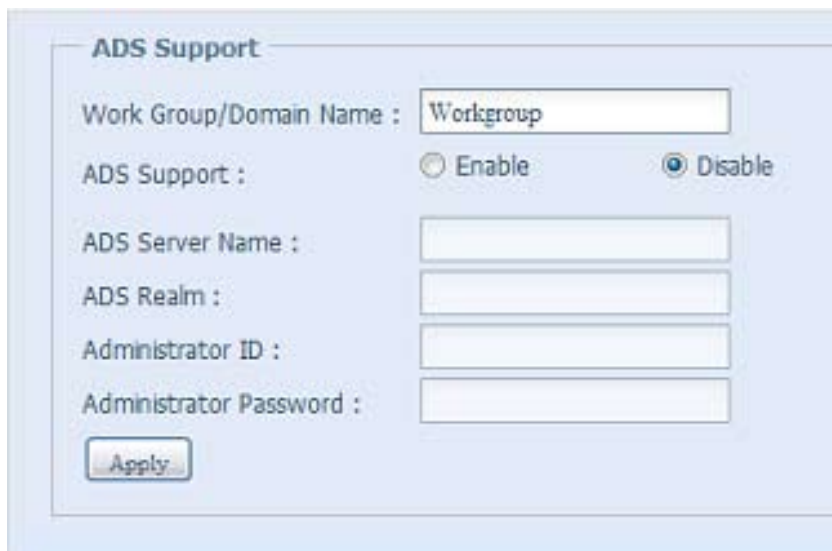 ADS Support
Work Group/Domain Name : Workgroup
ADS Support : Enable Disable
ADS Server Name :
ADS Realm :
Administrator ID :
Administrator Password :
Apply